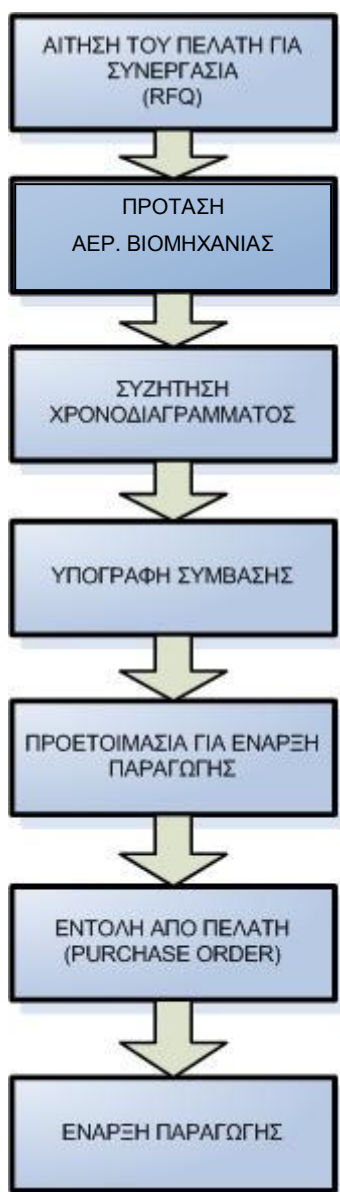 ΑΙΤΗΣΗ ΤΟΥ ΠΕΛΑΤΗ ΓΙΑ
ΣΥΝΕΡΓΑΣΙΑ
(RFQ)
ΠΡΟΤΑΣΗ
ΑΕΡ. ΒΙΟΜΗΧΑΝΙΑΣ
ΣΥΖΗΤΗΣΗ
ΧΡΟΝΟΔΙΑΓΡΑΜΜΑΤΟΣ
ΥΠΟΓΡΑΦΗ ΣΥΜΒΑΣΗΣ
ΠΡΟΕΤΟΙΜΑΣΙΑ ΓΙΑ ΕΝΑΡΞΗ
ΠΑΡΑΓΩΓΗΣ
ΕΝΤΟΛΗ ΑΠΟ ΠΕΛΑΤΗ
(PURCHASE ORDER)
ΕΝΑΡΞΗ ΠΑΡΑΓΩΓΗΣ